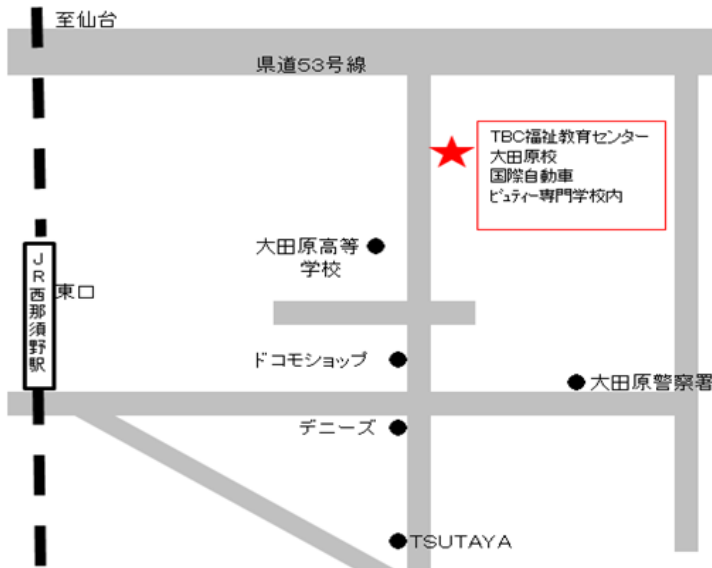 至仙台
県道53号線
TBC福祉教育センター
大田原校
国際自動車
ビュティー専門学校内
大田原高等
学校
JR西那須野駅
東口
ドコモショップ
大田原警察署
デニーズ
TSUTAYA